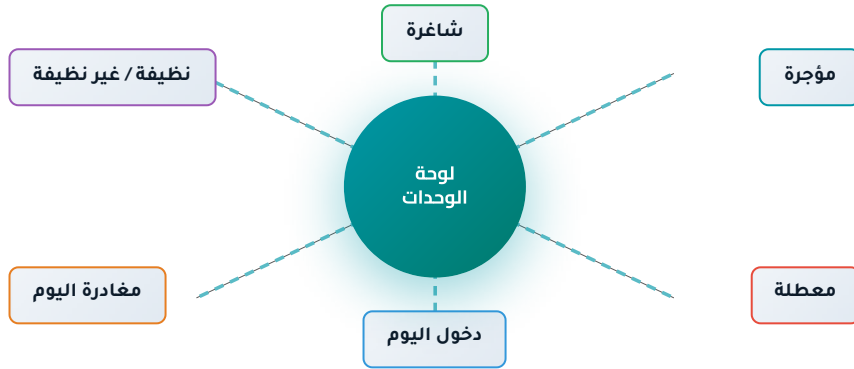 شاغرة
مؤجرة
نظيفة / غير نظيفة
لوحة
الوحدات
معطلة
مغادرة اليوم
دخول اليوم